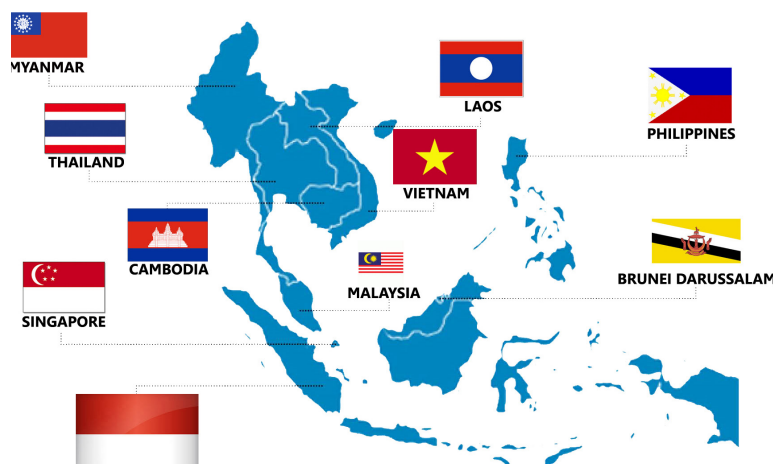 MYANMAR
LAOS
PHILIPPINES
THAILAND
VIETNAM
CAMBODIA
BRUNEI DARUSSALAM
MALAYSIA
SINGAPORE